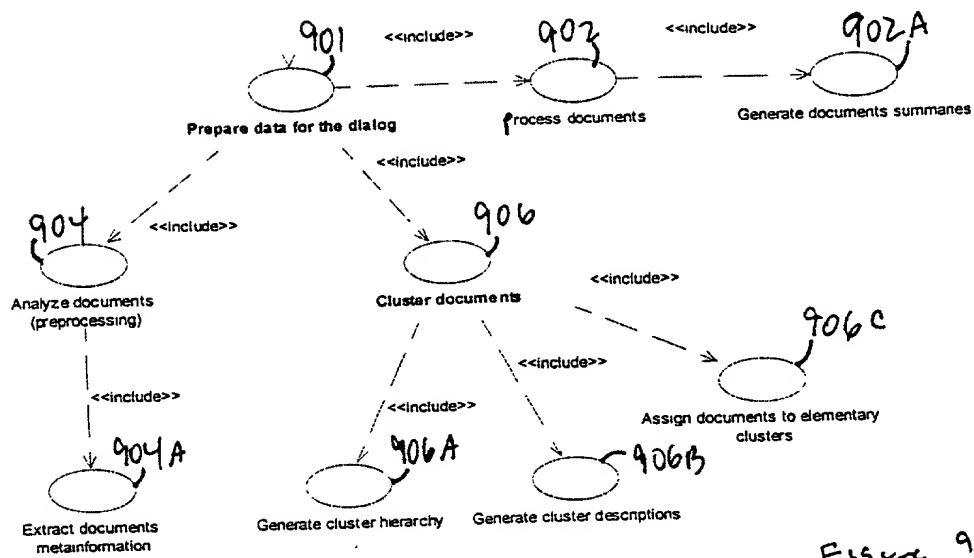 901
<<include>>
902
<<include>>
902A
Prepare data for the dialog
process documents
Generate documents summaries
<<include>>
<<include>>
904
906
<<include>>
Analyze documents
(preprocessing)
Cluster documents
906C
<<include>>
<<include>>
<<include>>
Assign documents to elementary
clusters
904A
906A
906B
Extract documents
metainformation
Generate cluster hierarchy
Generate cluster descriptions
Figure 9